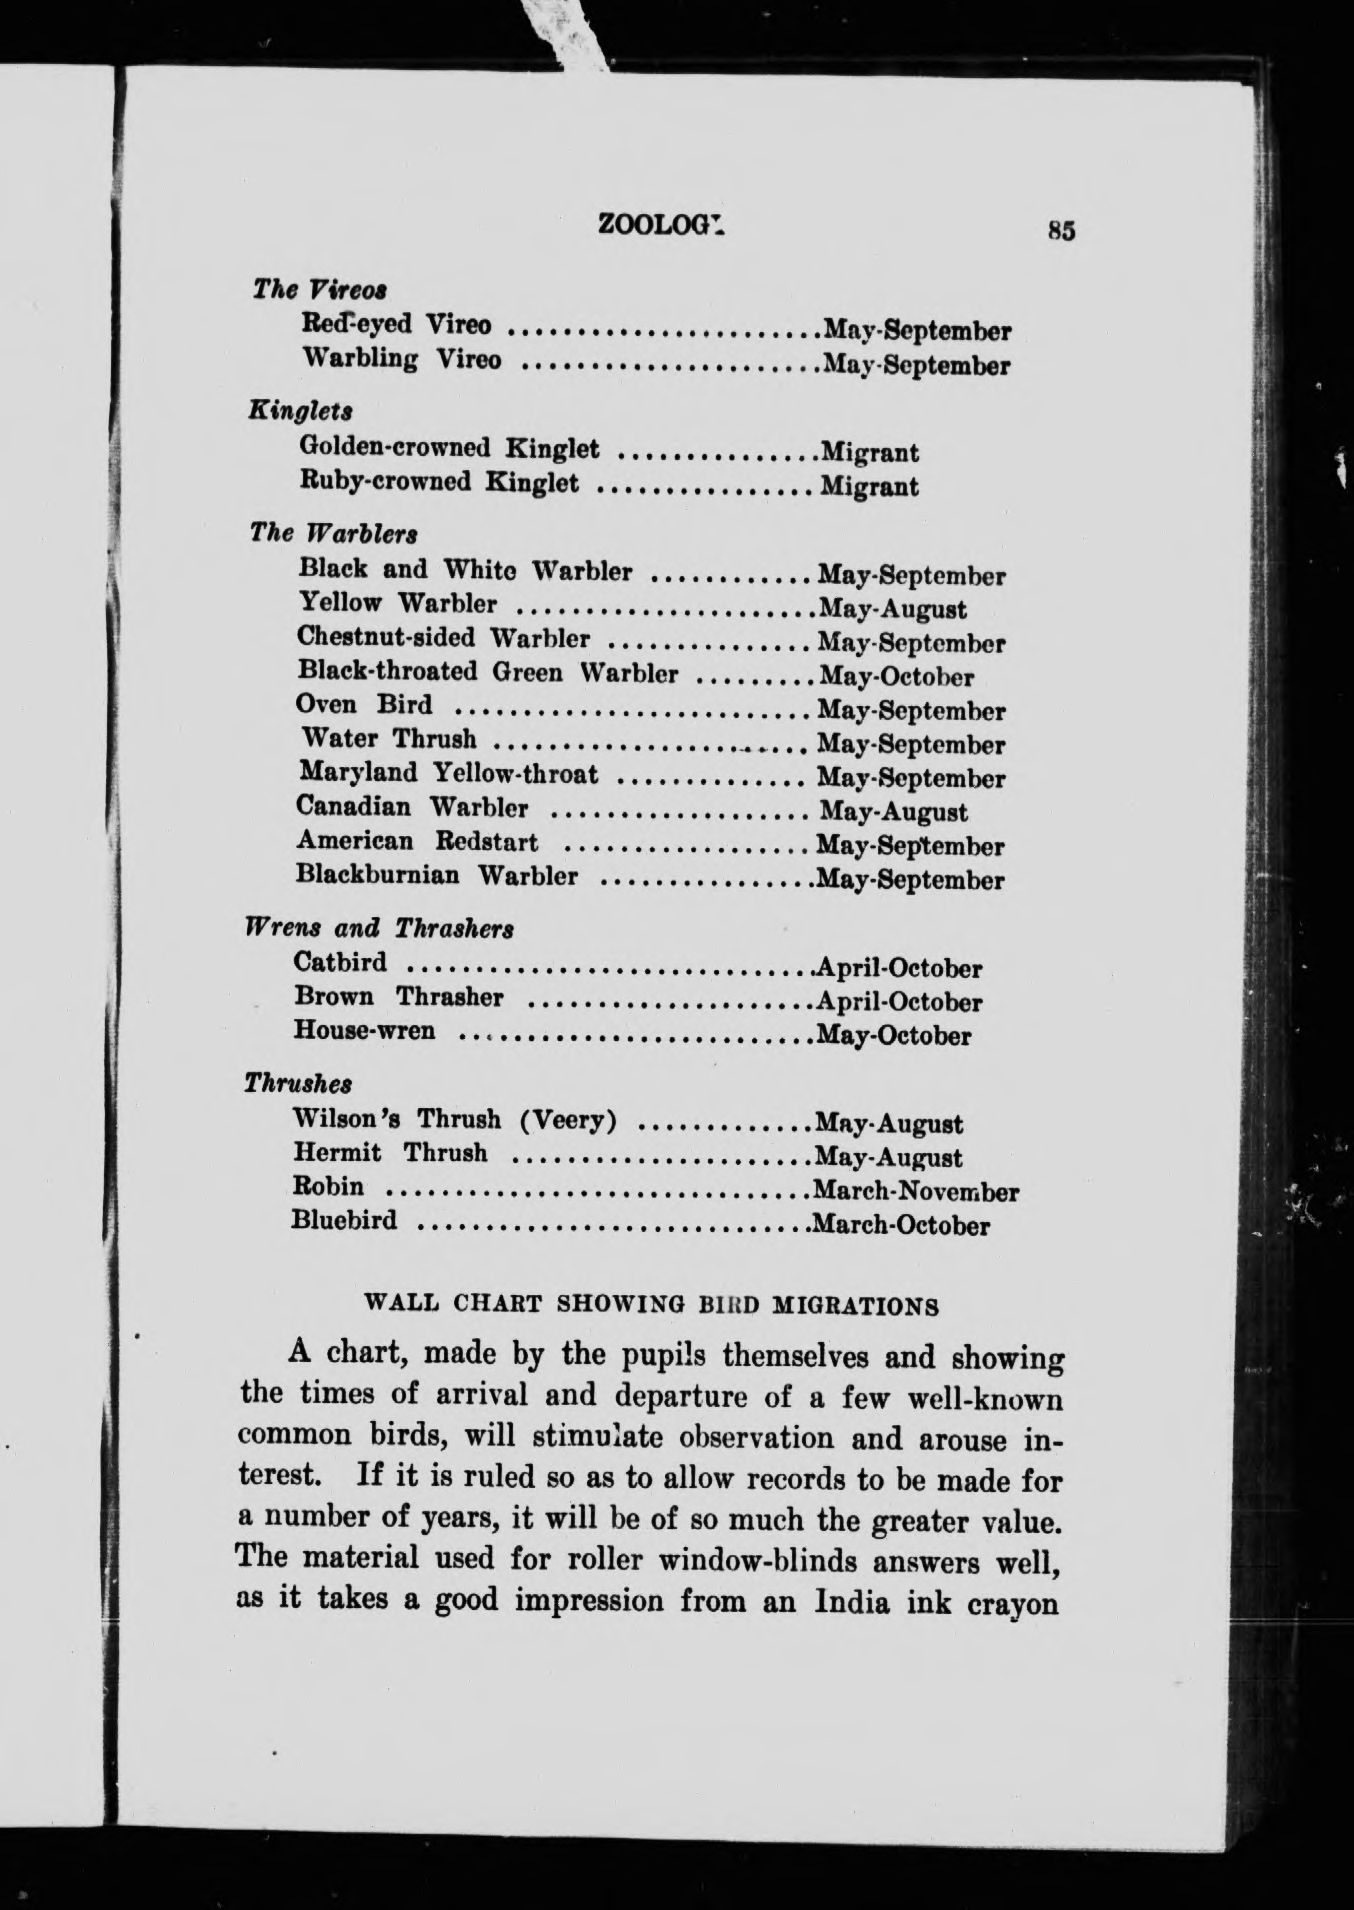 ZOOLOGY 85
The Vireos
Red-eyed Vireo .......................May-September
Warbling Vireo ......................May-September
Kinglets
Golden-crowned Kinglet ...............Migrant
Ruby-crowned Kinglet ................Migrant
The Warblers
Black and White Warbler ............May-September
Yellow Warbler ......................May-August
Chestnut-sided Warbler ...............May-September
Black-throated Green Warbler .........May-October
Oven Bird ..........................May-September
Water Thrush .......................May-September
Maryland Yellow-throat ..............May-September
Canadian Warbler ...................May-August
American Redstart ..................May-September
Blackburnian Warbler ................May-September
Wrens and Thrashers
Catbird ..............................April-October
Brown Thrasher .....................April-October
House-wren ..........................May-October
Thrushes
Wilson's Thrush (Veery) .............May-August
Hermit Thrush ......................May-August
Robin ...............................March-November
Bluebird .............................March-October
WALL CHART SHOWING BIRD MIGRATIONS
A chart, made by the pupils themselves and showing
the times of arrival and departure of a few well-known
common birds, will stimulate observation and arouse in-
terest. If it is ruled so as to allow records to be made for
a number of years, it will be of so much the greater value.
The material used for roller window-blinds answers well,
as it takes a good impression from an India ink crayon